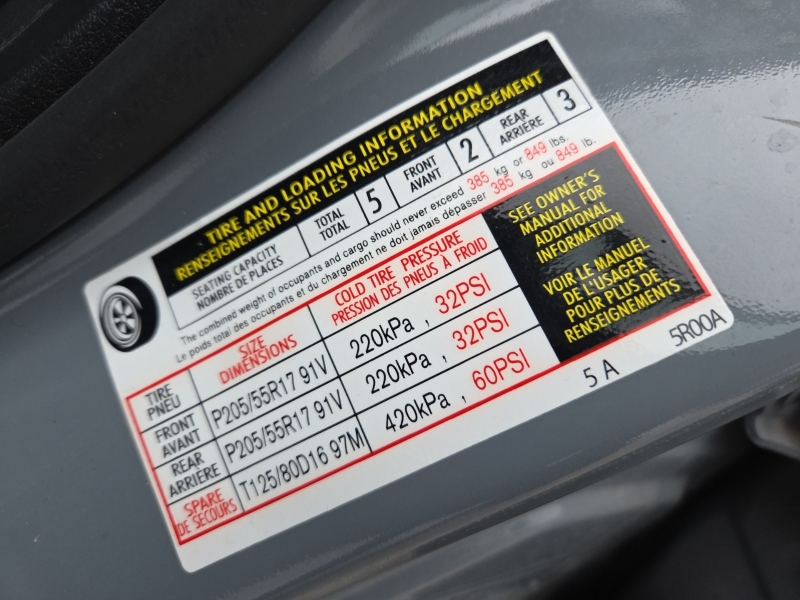 TIRE AND LOADING INFORMATION
RENSEIGNEMENTS SUR LES PNEUS ET LE CHARGEMENT
SEATING CAPACITY
NOMBRE DE PLACES
TOTAL
TOTAL
5
FRONT
AVANT
2
REAR
ARRIÈRE
3
The combined weight of occupants and cargo should never exceed 385 kg or 849 lbs.
Le poids total des occupants et du chargement ne doit jamais dépasser 385 kg ou 849 lb.
TIRE
PNEU
SIZE
DIMENSIONS
COLD TIRE PRESSURE
PRESSION DES PNEUS À FROID
FRONT
AVANT
P205/55R17 91V
220kPa , 32PSI
REAR
ARRIÈRE
P205/55R17 91V
220kPa , 32PSI
SPARE
DE SECOURS
T125/80D16 97M
420kPa , 60PSI
SEE OWNER'S
MANUAL FOR
ADDITIONAL
INFORMATION
VOIR LE MANUEL
DE L'USAGER
POUR PLUS DE
RENSEIGNEMENTS
5 A
5R00A